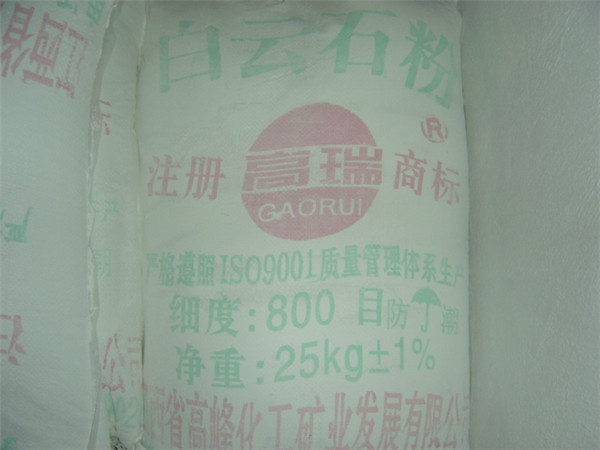 白云石粉
®
注册 高瑞 商标
GAORUI
严格遵照ISO9001质量管理体系生产
细度:800 目 防潮
净重:25kg±1%
省高峰化工矿业发展有限公司